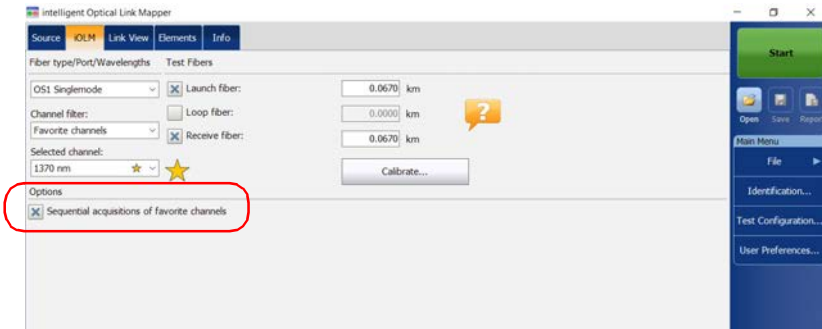 intelligent Optical Link Mapper
Source iOLM Link View Elements Info
Start
Fiber type/Port/Wavelengths Test Fibers
OS1 Singlemode
Launch fiber: 0.0670 km
Channel filter:
Loop fiber: 0.0000 km
Favorite channels
Receive fiber: 0.0670 km
Selected channel:
1370 nm
Calibrate...
Options
Sequential acquisitions of favorite channels
Open Save
Main Menu
File
Identification...
Test Configuration...
User Preferences...